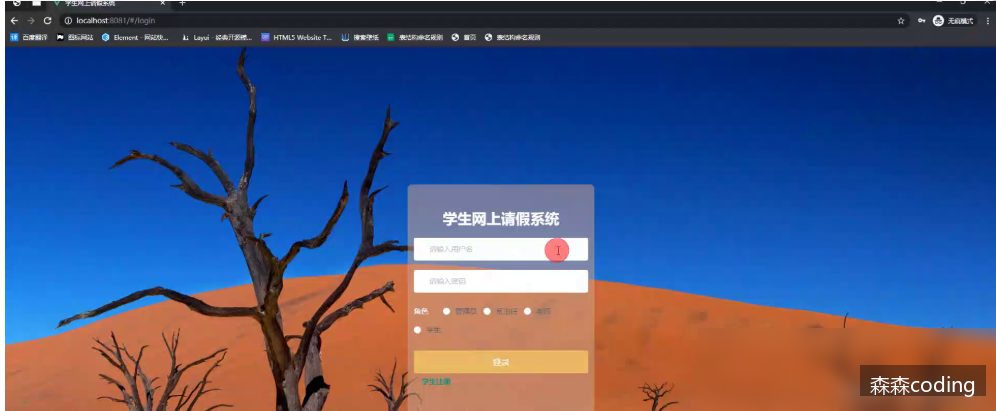 学生网上请假系统
localhost:8081/#/login
无痕模式
百度翻译
图标网站
Element - 网站快...
Layui - 经典开源模...
HTML5 Website T...
搜索壁纸
表结构命名规则
首页
表结构命名规则
学生网上请假系统
请输入用户名
请输入密码
角色
管理员
教师
学生
登录
学生注册
森森coding